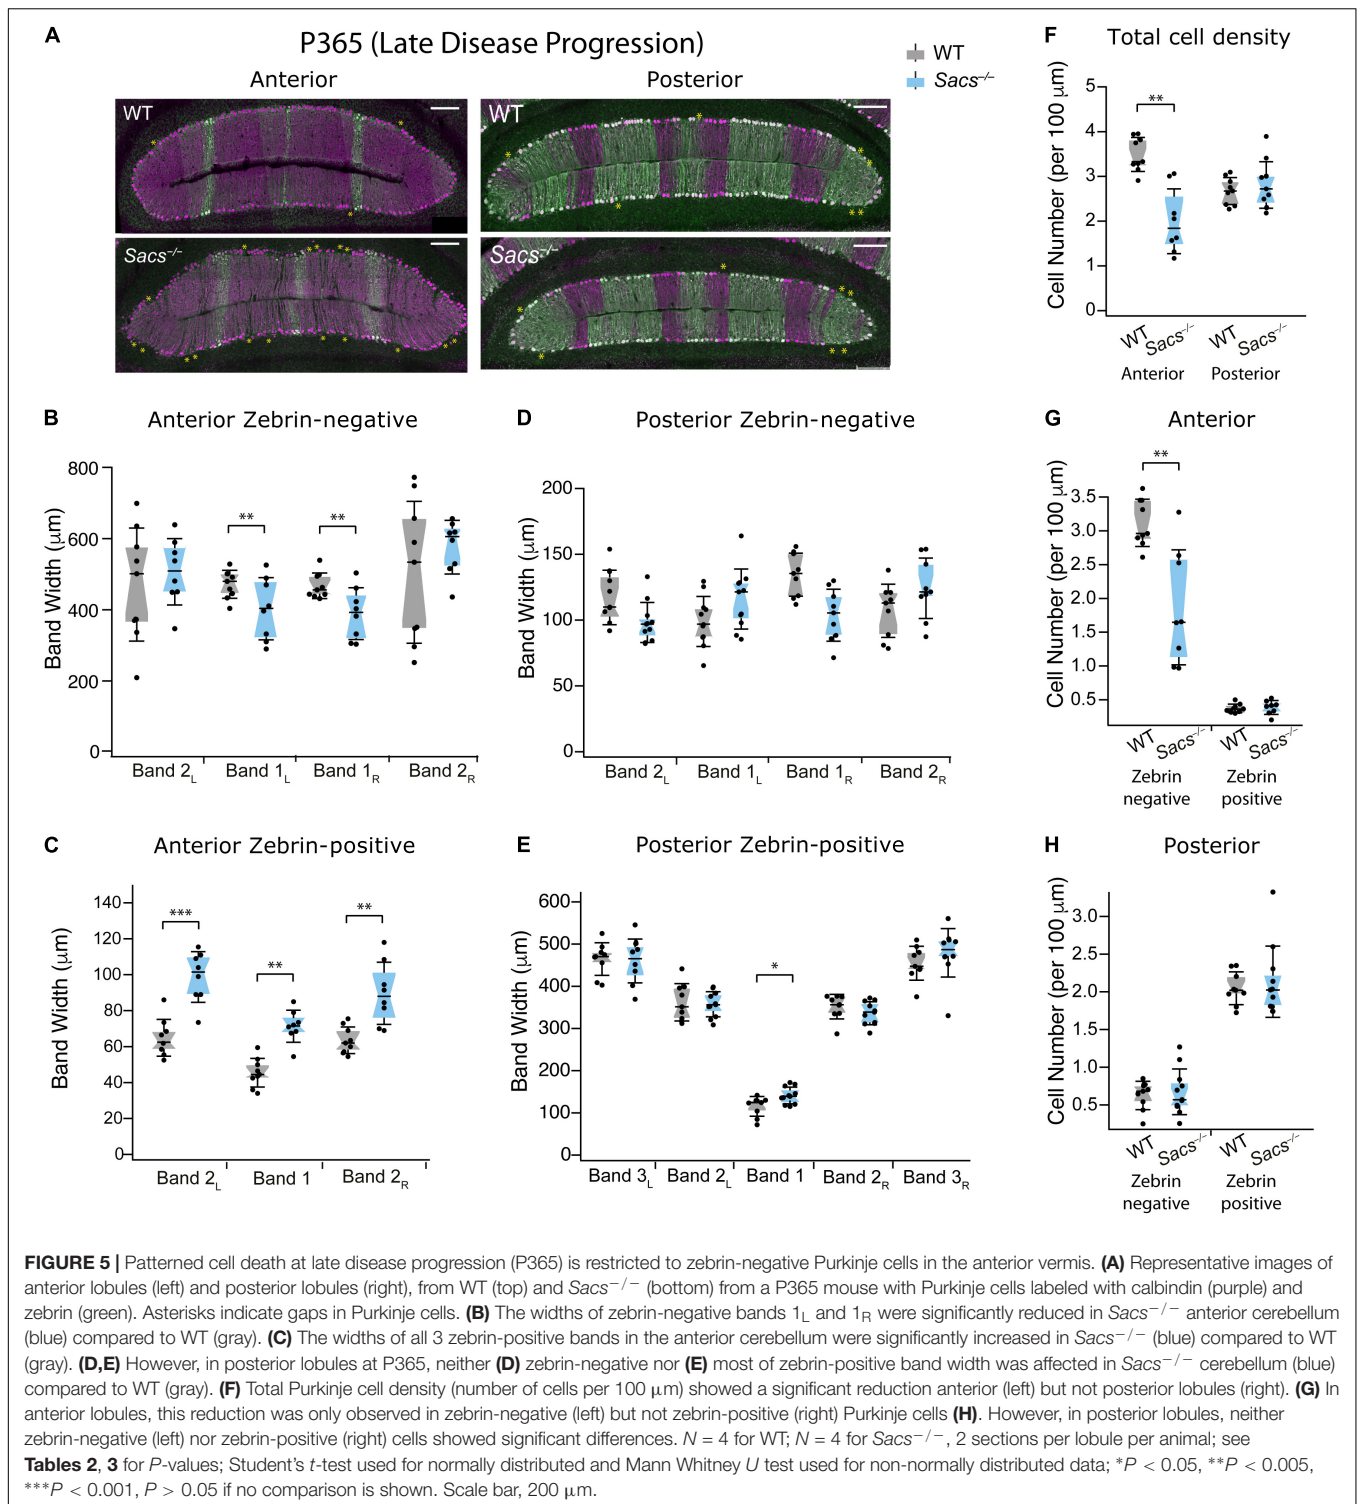 A
P365 (Late Disease Progression)
Anterior
Posterior
WT
Sacs−/−
WT
WT
Sacs−/−
Sacs−/−
F
Total cell density
Cell Number (per 100 μm)
5
4
3
2
1
0
**
WT Sacs−/− WT Sacs−/−
Anterior Posterior
B
Anterior Zebrin-negative
Band Width (μm)
800
600
400
200
0
** **
Band 2L Band 1L Band 1R Band 2R
D
Posterior Zebrin-negative
Band Width (μm)
200
150
100
50
0
Band 2L Band 1L Band 1R Band 2R
G
Anterior
Cell Number (per 100 μm)
3.5
3.0
2.5
2.0
1.5
1.0
0.5
**
WT Sacs−/− WT Sacs−/−
Zebrin Zebrin
negative positive
C
Anterior Zebrin-positive
Band Width (μm)
140
120
100
80
60
40
20
0
*** ** **
Band 2L Band 1 Band 2R
E
Posterior Zebrin-positive
Band Width (μm)
600
500
400
300
200
100
0
*
Band 3L Band 2L Band 1 Band 2R Band 3R
H
Posterior
Cell Number (per 100 μm)
3.0
2.5
2.0
1.5
1.0
0.5
WT Sacs−/− WT Sacs−/−
Zebrin Zebrin
negative positive
FIGURE 5 | Patterned cell death at late disease progression (P365) is restricted to zebrin-negative Purkinje cells in the anterior vermis. (A) Representative images of
anterior lobules (left) and posterior lobules (right), from WT (top) and Sacs−/− (bottom) from a P365 mouse with Purkinje cells labeled with calbindin (purple) and
zebrin (green). Asterisks indicate gaps in Purkinje cells. (B) The widths of zebrin-negative bands 1L and 1R were significantly reduced in Sacs−/− anterior cerebellum
(blue) compared to WT (gray). (C) The widths of all 3 zebrin-positive bands in the anterior cerebellum were significantly increased in Sacs−/− (blue) compared to WT
(gray). (D,E) However, in posterior lobules at P365, neither (D) zebrin-negative nor (E) most of zebrin-positive band width was affected in Sacs−/− cerebellum (blue)
compared to WT (gray). (F) Total Purkinje cell density (number of cells per 100 μm) showed a significant reduction anterior (left) but not posterior lobules (right). (G) In
anterior lobules, this reduction was only observed in zebrin-negative (left) but not zebrin-positive (right) Purkinje cells (H). However, in posterior lobules, neither
zebrin-negative (left) nor zebrin-positive (right) cells showed significant differences. N = 4 for WT; N = 4 for Sacs−/−, 2 sections per lobule per animal; see
Tables 2, 3 for P-values; Student's t-test used for normally distributed and Mann Whitney U test used for non-normally distributed data; *P < 0.05, **P < 0.005,
***P < 0.001, P > 0.05 if no comparison is shown. Scale bar, 200 μm.